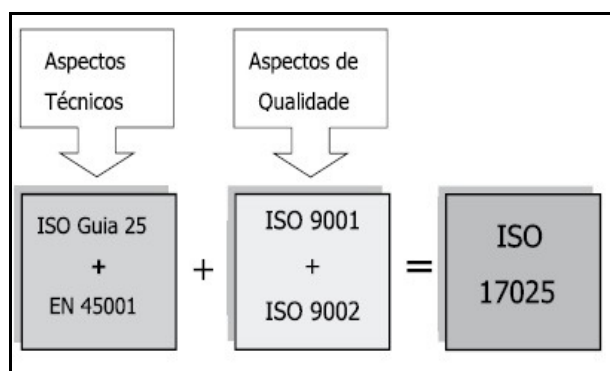 Aspectos
Técnicos
Aspectos de
Qualidade
ISO Guia 25
+
EN 45001
+
ISO 9001
+
ISO 9002
=
ISO
17025